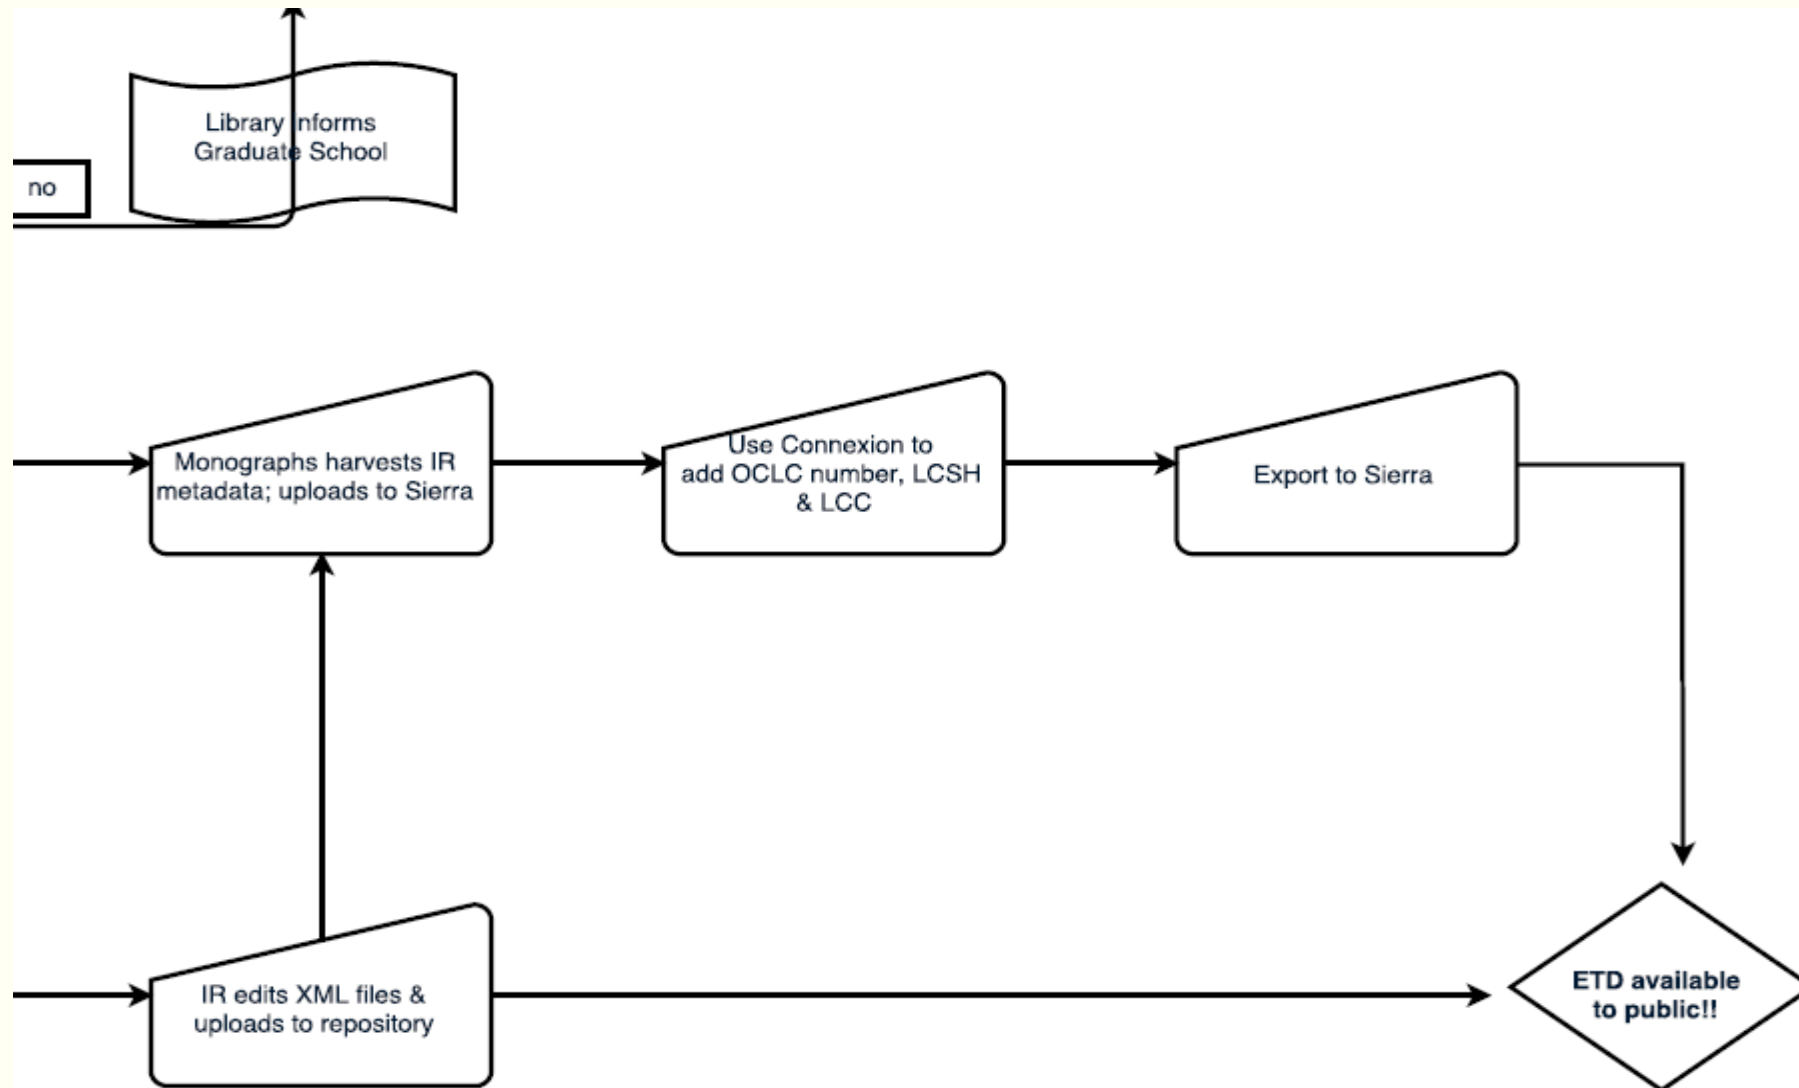 Library informs
Graduate School
no
Monographs harvests IR
metadata; uploads to Sierra
Use Connexion to
add OCLC number, LCSH
& LCC
Export to Sierra
IR edits XML files &
uploads to repository
ETD available
to public!!